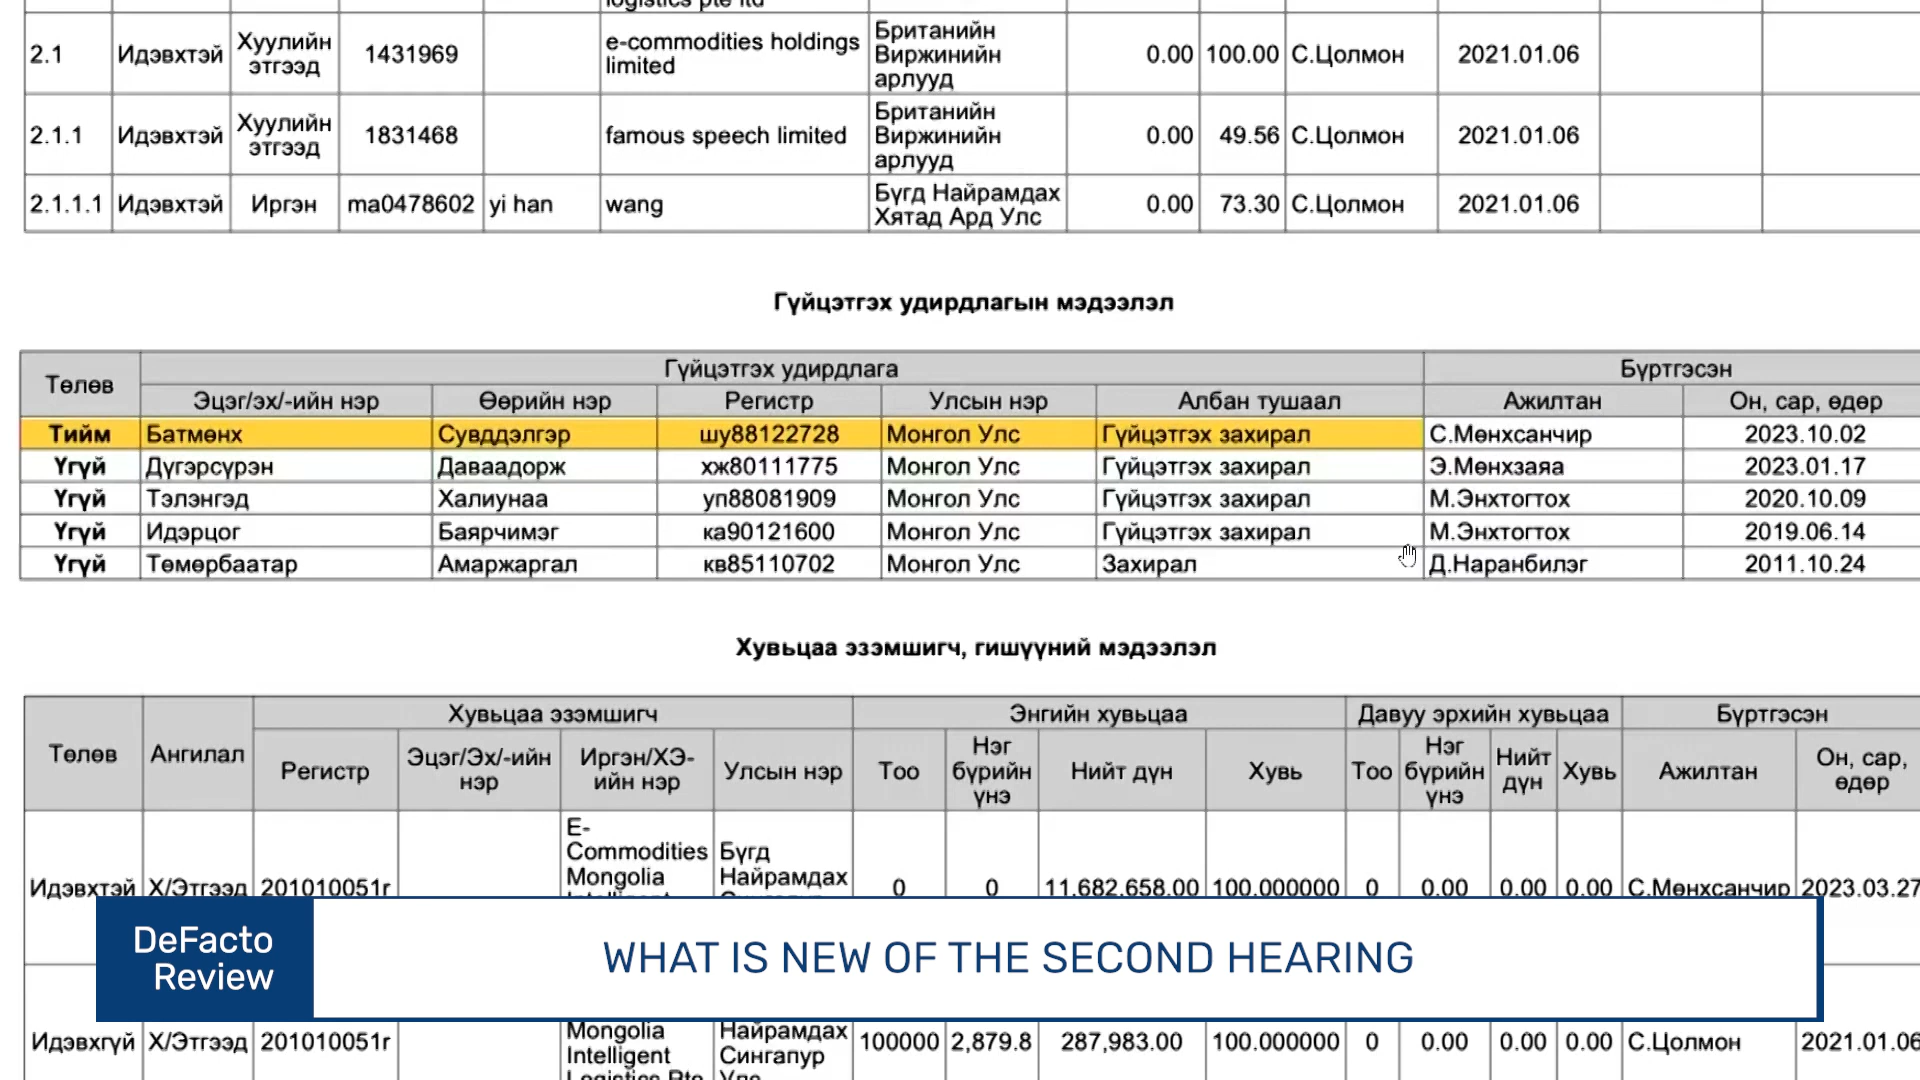 logistics pte ltd
2.1 Идэвхтэй Хуулийн этгээд 1431969 e-commodities holdings limited Британийн Виржинийн арлууд 0.00 100.00 С.Цолмон 2021.01.06
2.1.1 Идэвхтэй Хуулийн этгээд 1831468 famous speech limited Британийн Виржинийн арлууд 0.00 49.56 С.Цолмон 2021.01.06
2.1.1.1 Идэвхтэй Иргэн ma0478602 yi han wang Бүгд Найрамдах Хятад Ард Улс 0.00 73.30 С.Цолмон 2021.01.06
Гүйцэтгэх удирдлагын мэдээлэл
Төлөв Гүйцэтгэх удирдлага Бүртгэсэн
Эцэг/эх/-ийн нэр Өөрийн нэр Регистр Улсын нэр Албан тушаал Ажилтан Он, сар, өдөр
Тийм Батмөнх Сувддэлгэр шу88122728 Монгол Улс Гүйцэтгэх захирал С.Мөнхсанчир 2023.10.02
Үгүй Дүгэрсүрэн Даваадорж хж80111775 Монгол Улс Гүйцэтгэх захирал Э.Мөнхзаяа 2023.01.17
Үгүй Тэлэнгэд Халиунаа уп88081909 Монгол Улс Гүйцэтгэх захирал М.Энхтогтох 2020.10.09
Үгүй Идэрцог Баярчимэг ка90121600 Монгол Улс Гүйцэтгэх захирал М.Энхтогтох 2019.06.14
Үгүй Төмөрбаатар Амаржаргал кв85110702 Монгол Улс Захирал Д.Наранбилэг 2011.10.24
Хувьцаа эзэмшигч, гишүүний мэдээлэл
Төлөв Ангилал Хувьцаа эзэмшигч Энгийн хувьцаа Давуу эрхийн хувьцаа Бүртгэсэн
Регистр Эцэг/Эх/-ийн нэр Иргэн/ХЭ-ийн нэр Улсын нэр Тоо Нэг бүрийн үнэ Нийт дүн Хувь Тоо Нэг бүрийн үнэ Нийт дүн Хувь Ажилтан Он, сар, өдөр
Идэвхтэй Х/Этгээд 201010051r E-Commodities Mongolia Intelligent Бүгд Найрамдах 0 0 11,682,658.00 100.000000 0 0.00 0.00 0.00 С.Мөнхсанчир 2023.03.27
DeFacto
Review
WHAT IS NEW OF THE SECOND HEARING
Идэвхгүй Х/Этгээд 201010051r Mongolia Intelligent Logistics Pte Найрамдах Сингапур Улс 100000 2,879.8 287,983.00 100.000000 0 0.00 0.00 0.00 С.Цолмон 2021.01.06